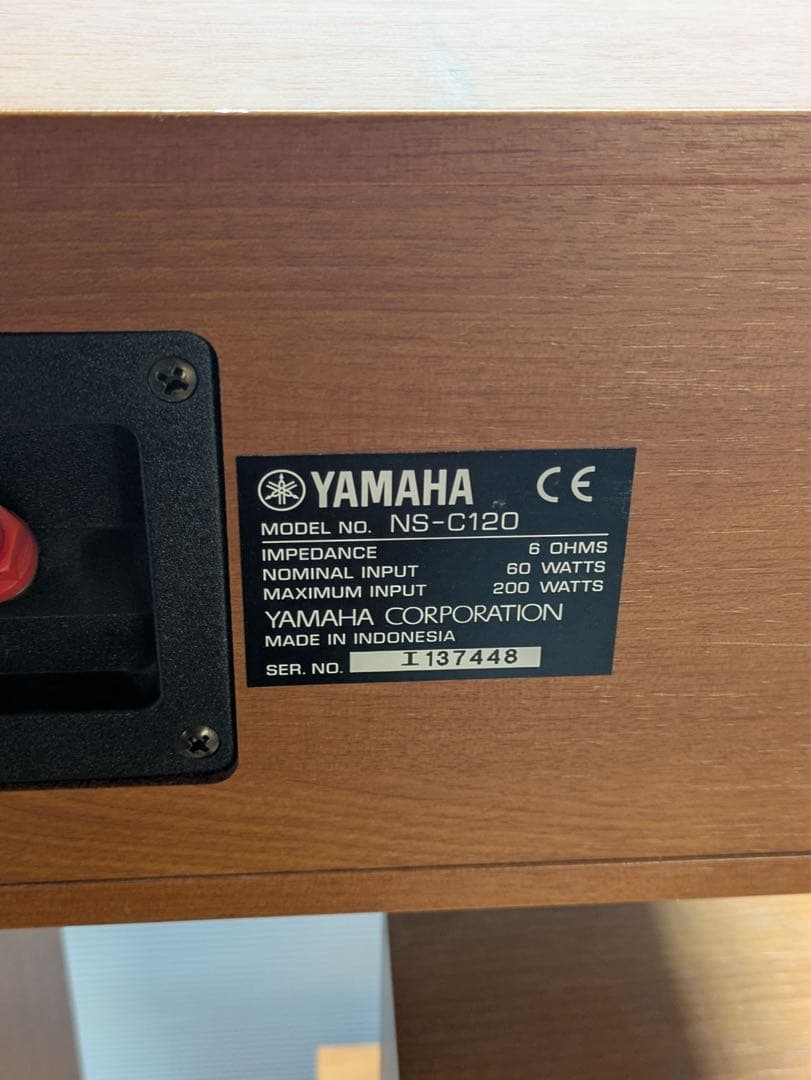 YAMAHA CE
MODEL NO. NS-C120
IMPEDANCE 6 OHMS
NOMINAL INPUT 60 WATTS
MAXIMUM INPUT 200 WATTS
YAMAHA CORPORATION
MADE IN INDONESIA
SER. NO. I137448